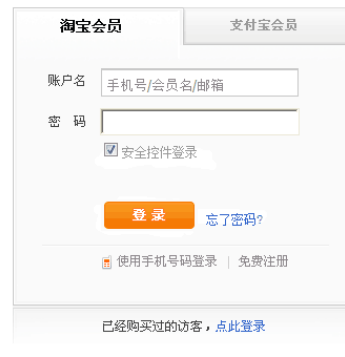 淘宝会员 支付宝会员
账户名 手机号/会员名/邮箱
密 码
安全控件登录
登 录 忘了密码?
使用手机号码登录 | 免费注册
已经购买过的访客，点此登录